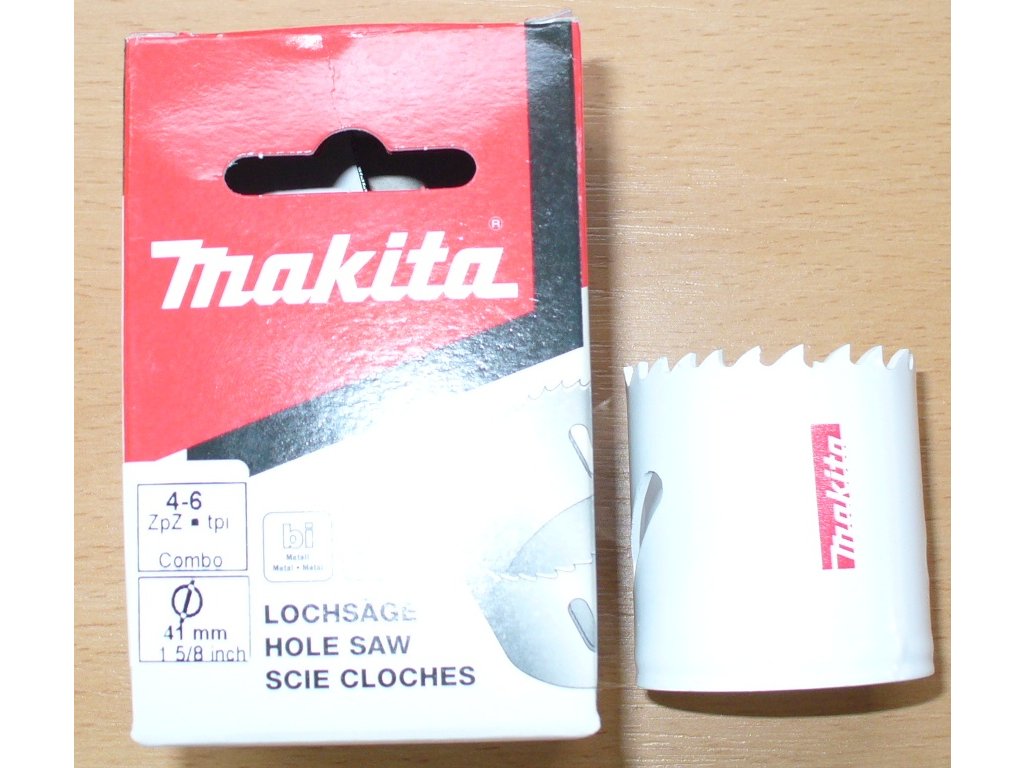 makita®
4-6
ZpZ ▪ tpi
Combo
41 mm
1 5/8 inch
bi
Metall
Metal • Metal
LOCHSÄGE
HOLE SAW
SCIE CLOCHES
makita